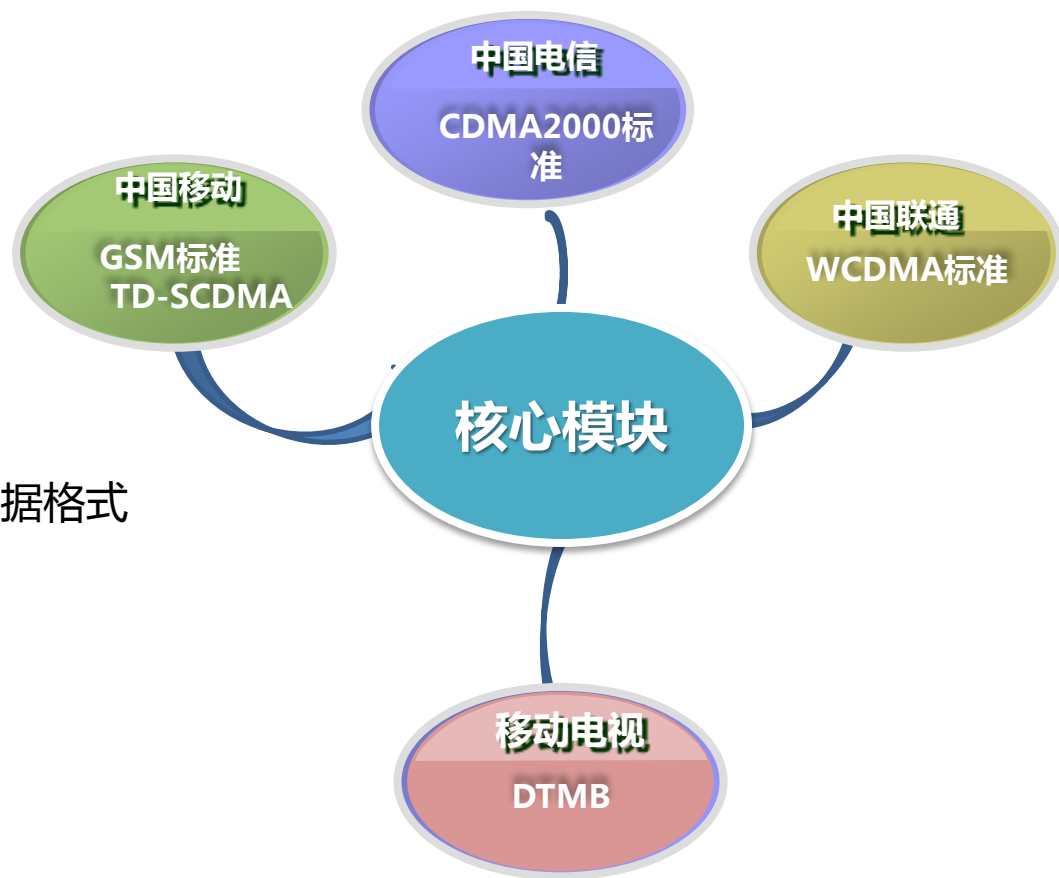 中国电信
CDMA2000标
准
中国移动
GSM标准
TD-SCDMA
中国联通
WCDMA标准
核心模块
据格式
移动电视
DTMB